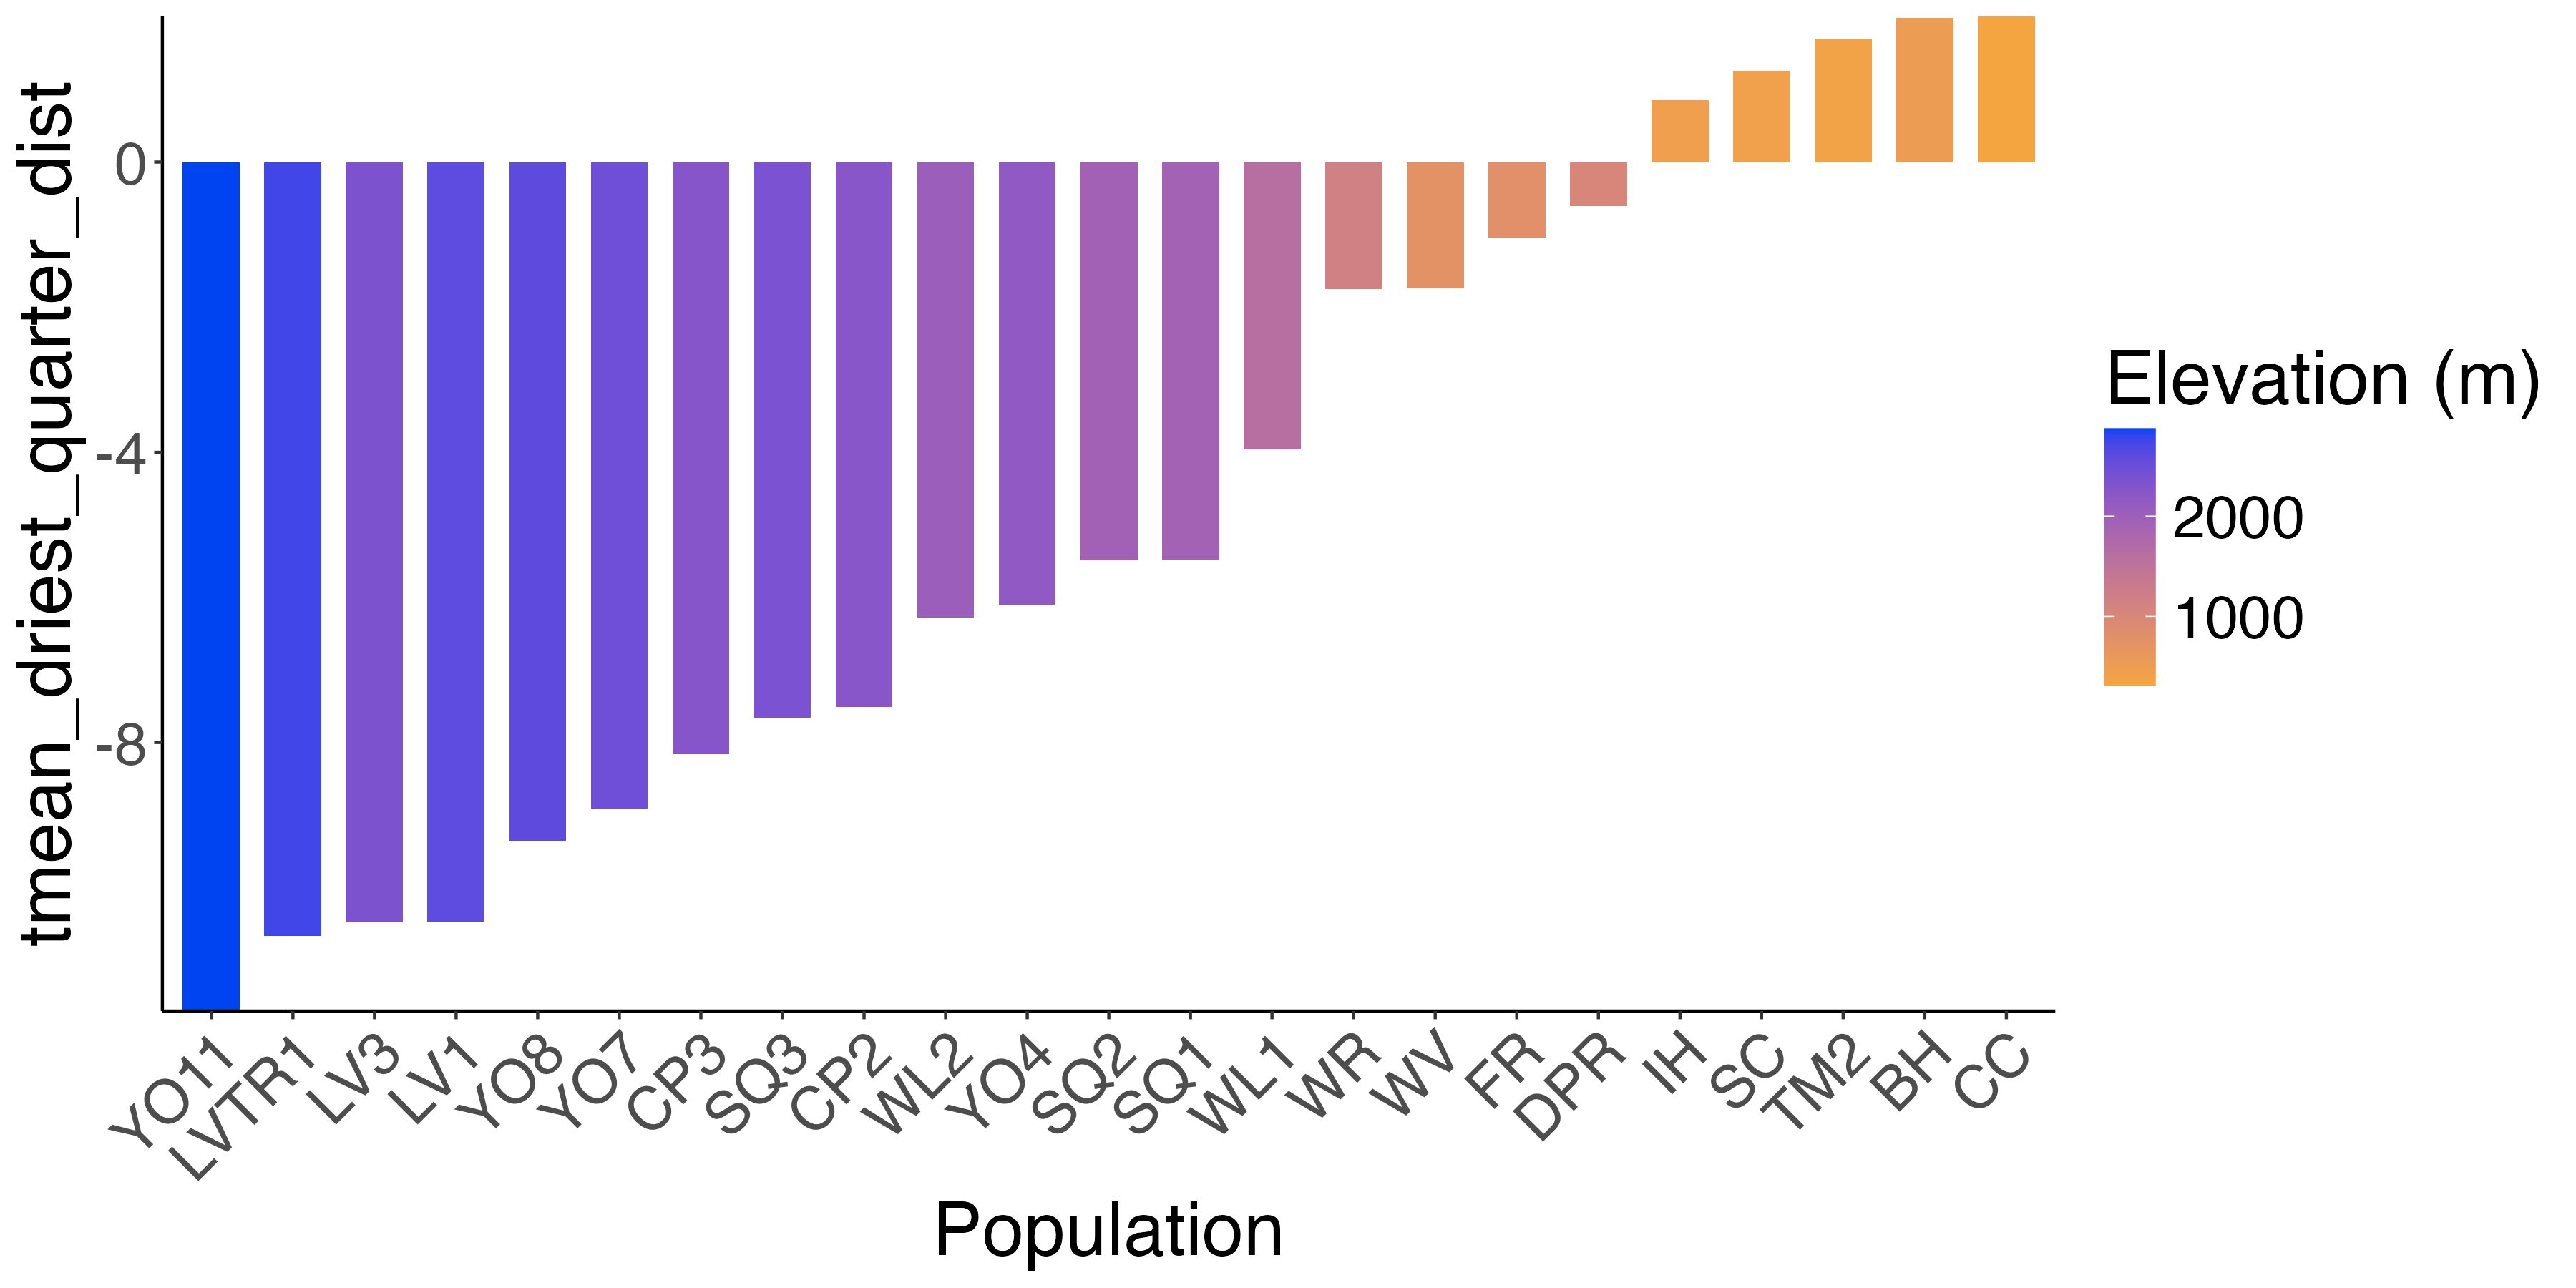 tmean_driest_quarter_dist
0
-4
-8
YO11
LVTR1
LV3
LV1
YO8
YO7
CP3
SQ3
CP2
WL2
YO4
SQ2
SQ1
WL1
WR
WV
FR
DPR
IH
SC
TM2
BH
CC
Population
Elevation (m)
2000
1000